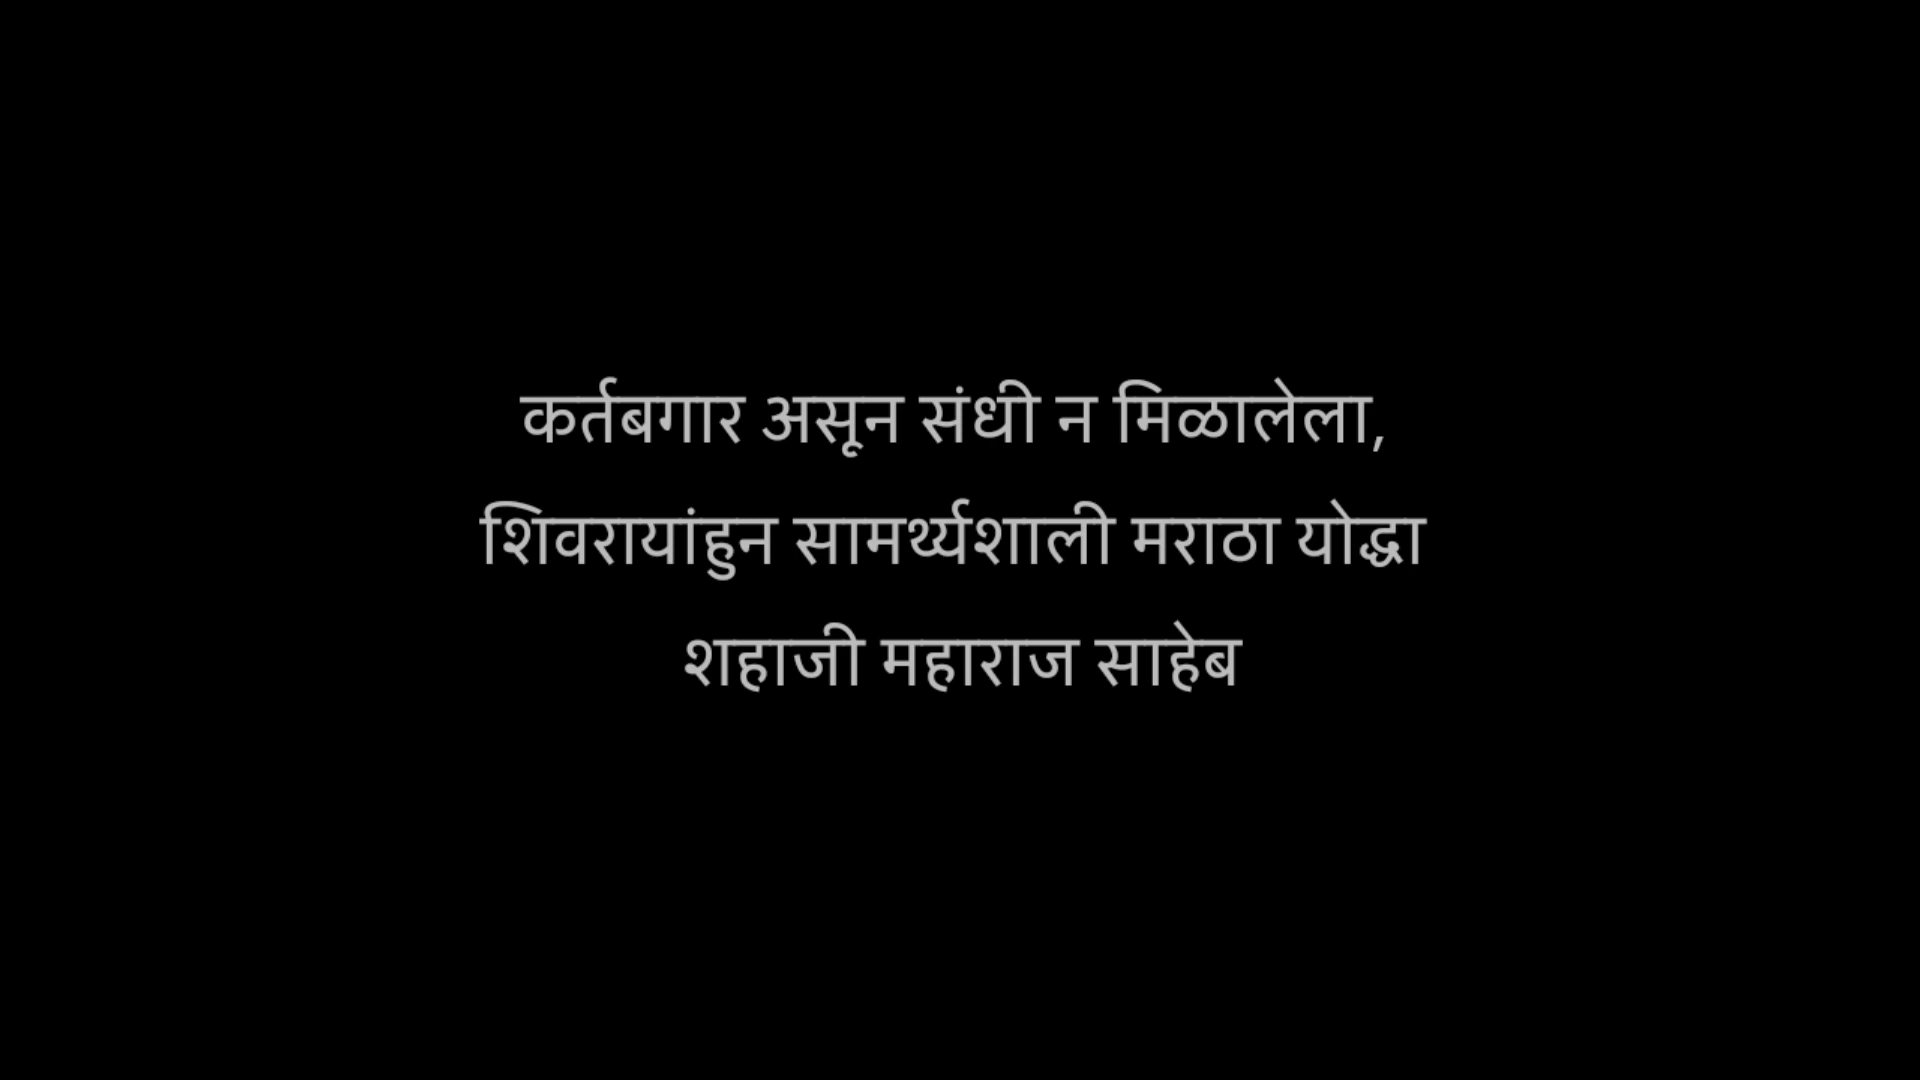 कर्तबगार असून संधी न मिळालेला,
शिवरायांहुन सामर्थ्यशाली मराठा योद्धा
शहाजी महाराज साहेब